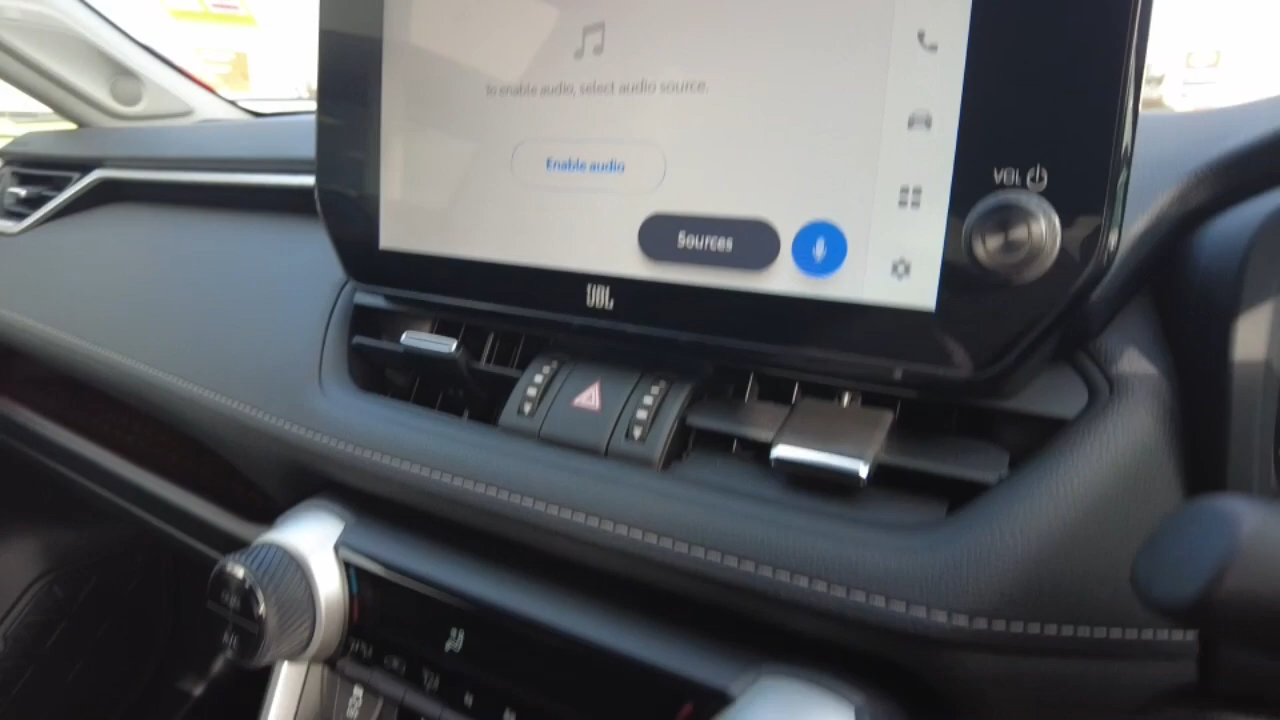 To enable audio, select audio source.
Enable audio
Sources
VOL
JBL